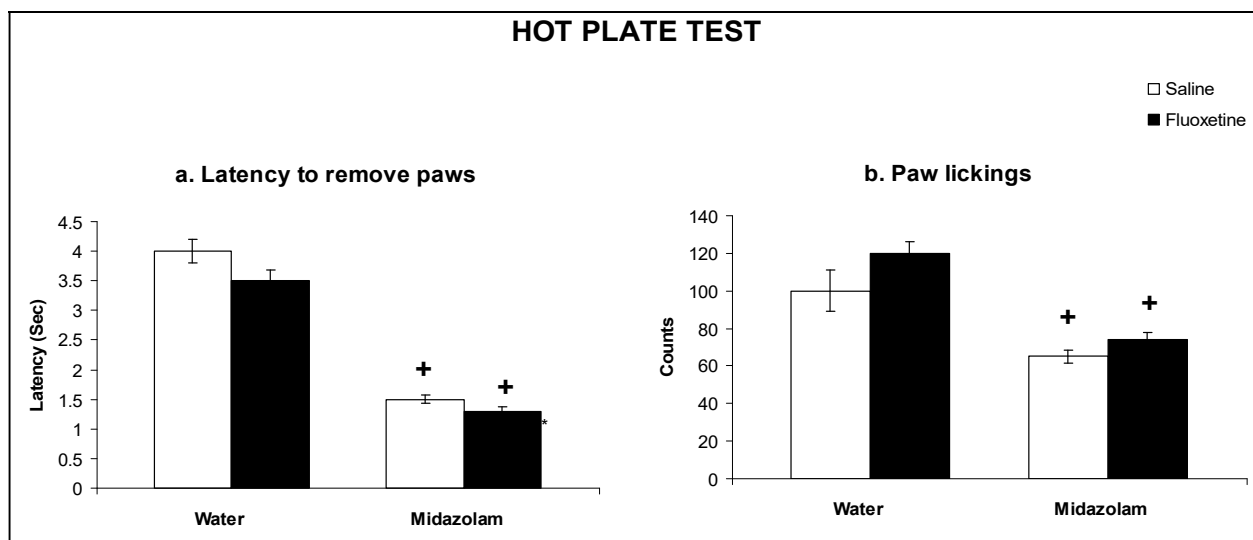 HOT PLATE TEST
Saline
Fluoxetine
a. Latency to remove paws
4.5
4
3.5
3
2.5
2
1.5
1
0.5
0
Latency (Sec)
+
+
*
Water
Midazolam
b. Paw lickings
140
120
100
80
60
40
20
0
Counts
+
+
Water
Midazolam